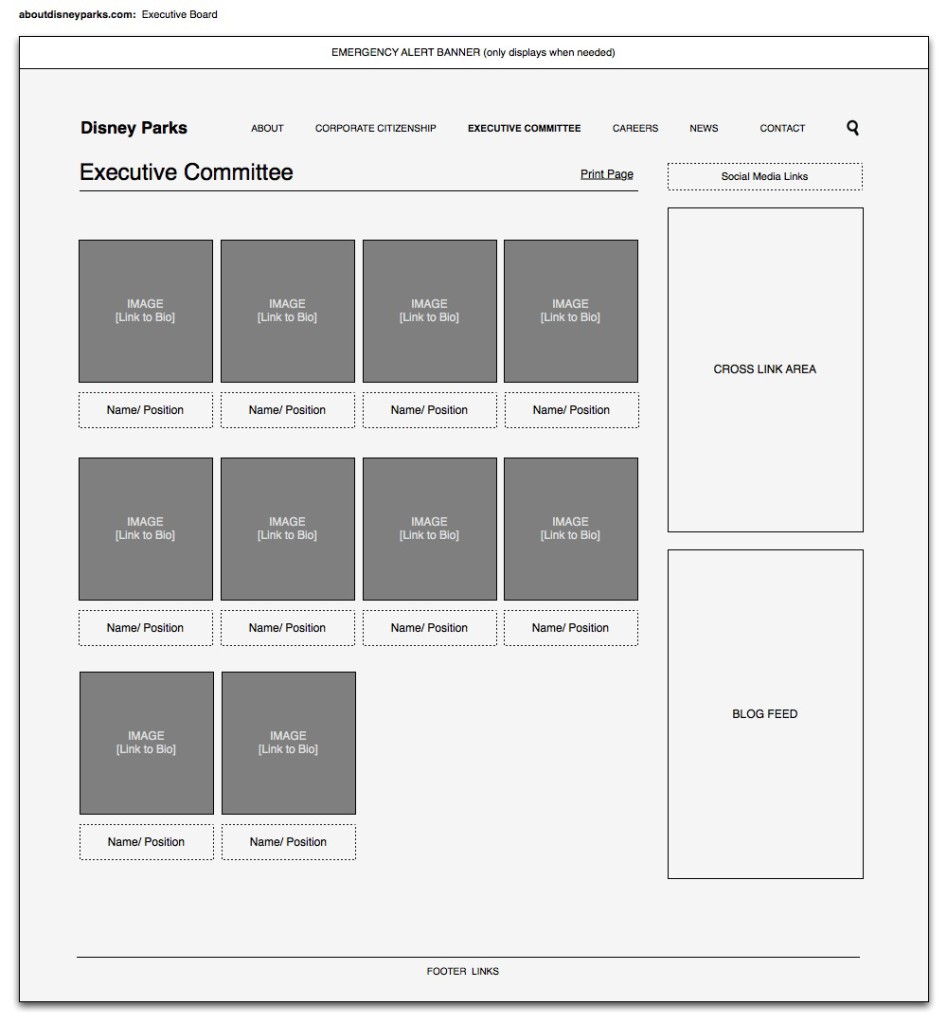 aboutdisneyparks.com: Executive Board
EMERGENCY ALERT BANNER (only displays when needed)
Disney Parks ABOUT CORPORATE CITIZENSHIP EXECUTIVE COMMITTEE CAREERS NEWS CONTACT
Executive Committee Print Page Social Media Links
IMAGE IMAGE IMAGE IMAGE
[Link to Bio] [Link to Bio] [Link to Bio] [Link to Bio]
CROSS LINK AREA
Name/ Position Name/ Position Name/ Position Name/ Position
IMAGE IMAGE IMAGE IMAGE
[Link to Bio] [Link to Bio] [Link to Bio] [Link to Bio]
Name/ Position Name/ Position Name/ Position Name/ Position
BLOG FEED
IMAGE IMAGE
[Link to Bio] [Link to Bio]
Name/ Position Name/ Position
FOOTER LINKS